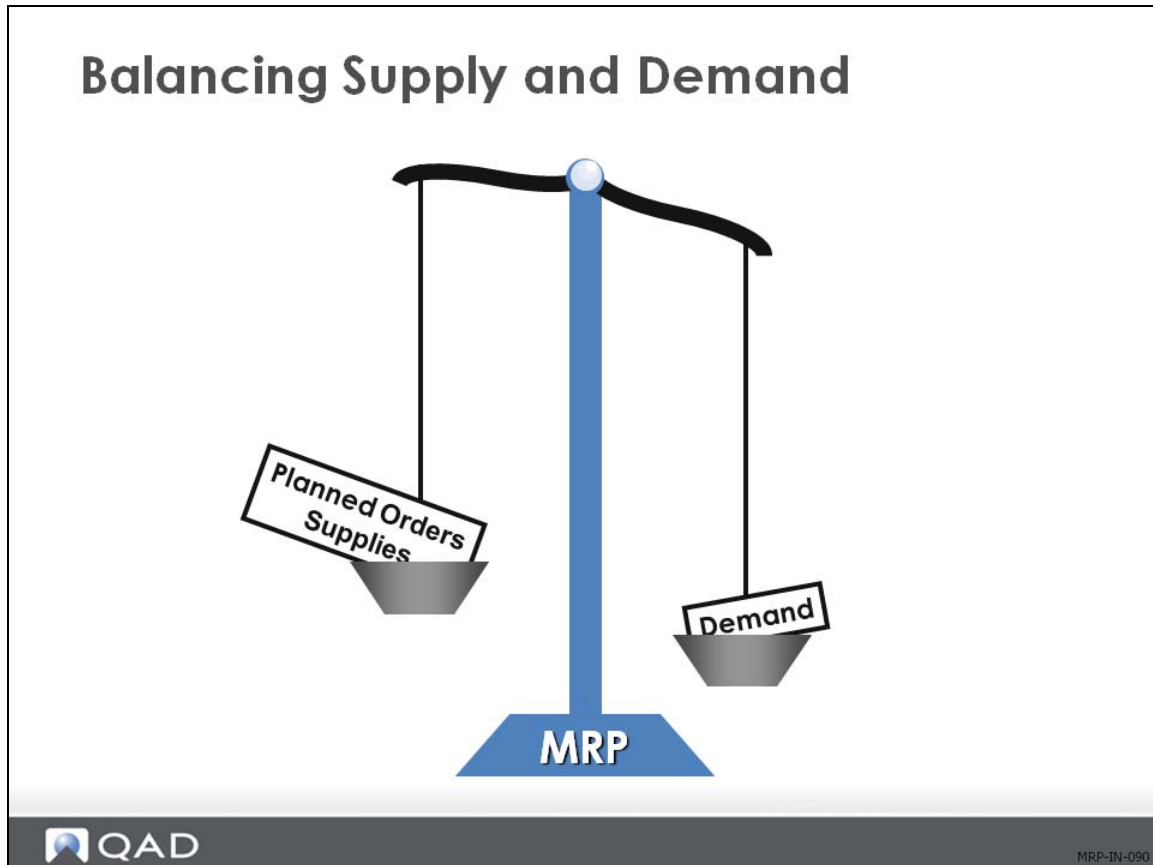 Balancing Supply and Demand
Planned Orders
Supplies
Demand
MRP
QAD
MRP-IN-090